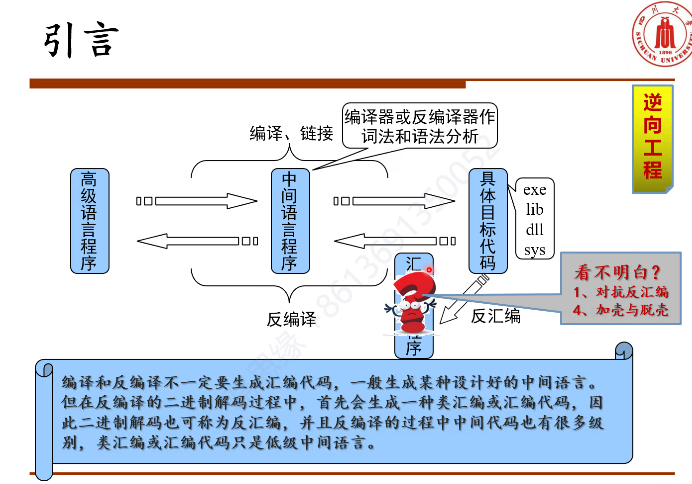 引言
四川大学
SICHUAN UNIVERSITY
1896
逆向工程
编译、链接
编译器或反编译器作
词法和语法分析
高级语言程序
中间语言程序
具体目标代码
exe
lib
dll
sys
反编译
汇
程
序
反汇编
看不明白？
1、对抗反汇编
4、加壳与脱壳
编译和反编译不一定要生成汇编代码，一般生成某种设计好的中间语言。
但在反编译的二进制解码过程中，首先会生成一种类汇编或汇编代码，因
此二进制解码也可称为反汇编，并且反编译的过程中中间代码也有很多级
别，类汇编或汇编代码只是低级中间语言。